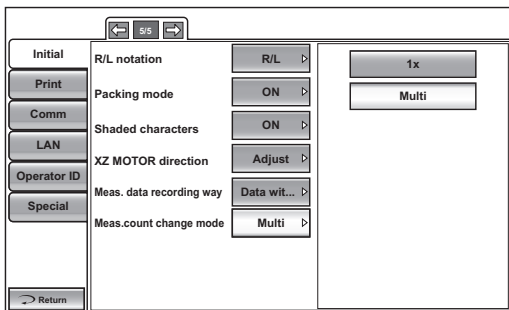 5/5
Initial
Print
Comm
LAN
Operator ID
Special
Return
R/L notation R/L
Packing mode ON
Shaded characters ON
XZ MOTOR direction Adjust
Meas. data recording way Data wit...
Meas.count change mode Multi
1x
Multi